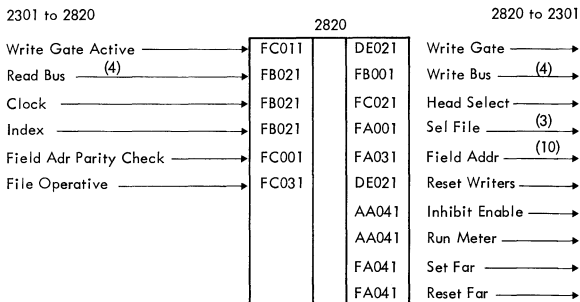 2301 to 2820 2820 to 2301
2820
Write Gate Active FC011 DE021 Write Gate
Read Bus (4) FB021 FB001 Write Bus (4)
Clock FB021 FC021 Head Select
Index FB021 FA001 Sel File (3)
Field Adr Parity Check FC001 FA031 Field Addr (10)
File Operative FC031 DE021 Reset Writers
AA041 Inhibit Enable
AA041 Run Meter
FA041 Set Far
FA041 Reset Far